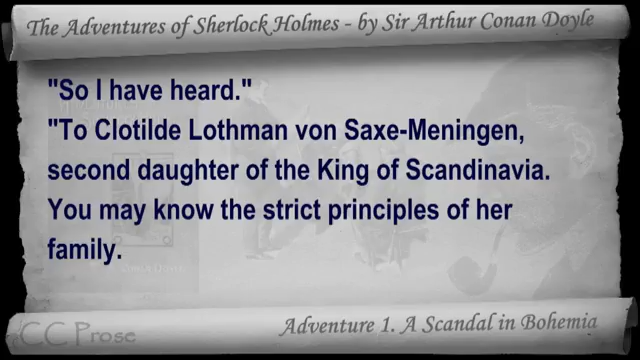 The Adventures of Sherlock Holmes - by Sir Arthur Conan Doyle
"So I have heard."
"To Clotilde Lothman von Saxe-Meningen,
second daughter of the King of Scandinavia.
You may know the strict principles of her
family.
Adventure 1. A Scandal in Bohemia
CC Prose